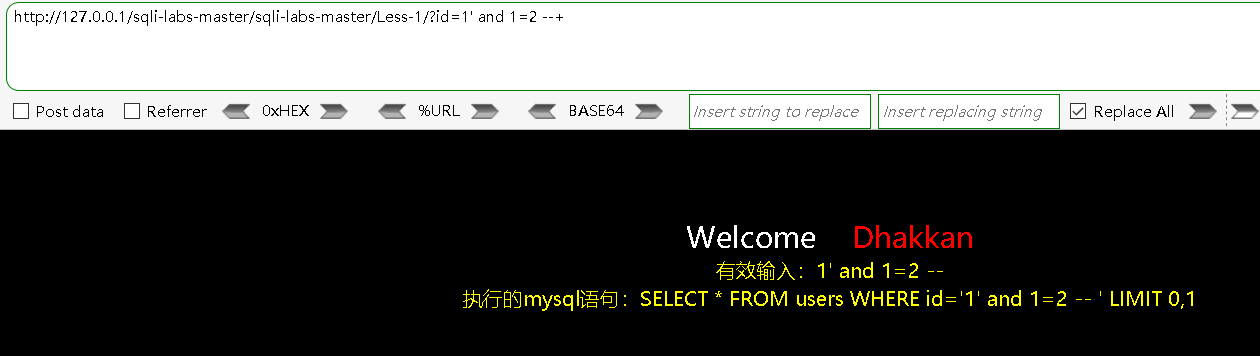 http://127.0.0.1/sqli-labs-master/sqli-labs-master/Less-1/?id=1' and 1=2 --+
Post data Referrer 0xHEX %URL BASE64 Insert string to replace Insert replacing string Replace All
Welcome Dhakkan
有效输入：1' and 1=2 --
执行的mysql语句：SELECT * FROM users WHERE id='1' and 1=2 -- ' LIMIT 0,1